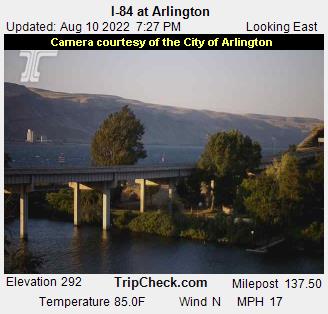 I-84 at Arlington
Updated: Aug 10 2022 7:27 PM Looking East
Camera courtesy of the City of Arlington
Elevation 292 TripCheck.com Milepost 137.50
Temperature 85.0F Wind N MPH 17